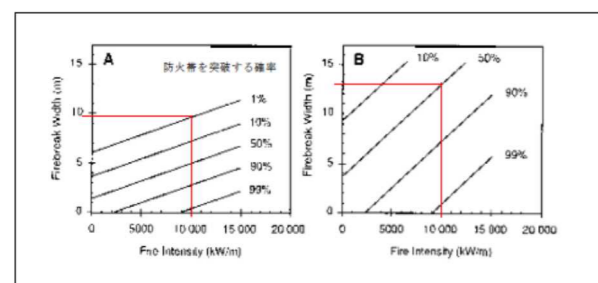 A
防火帯を突破する確率
Firebreak Width (m)
15
10
5
0
1%
10%
50%
90%
99%
0 5000 10 000 15 000 20 000
Fire Intensity (kW/m)
B
Firebreak Width (m)
15
10
5
0
10%
50%
90%
99%
0 5000 10 000 15 000 20 000
Fire Intensity (kW/m)